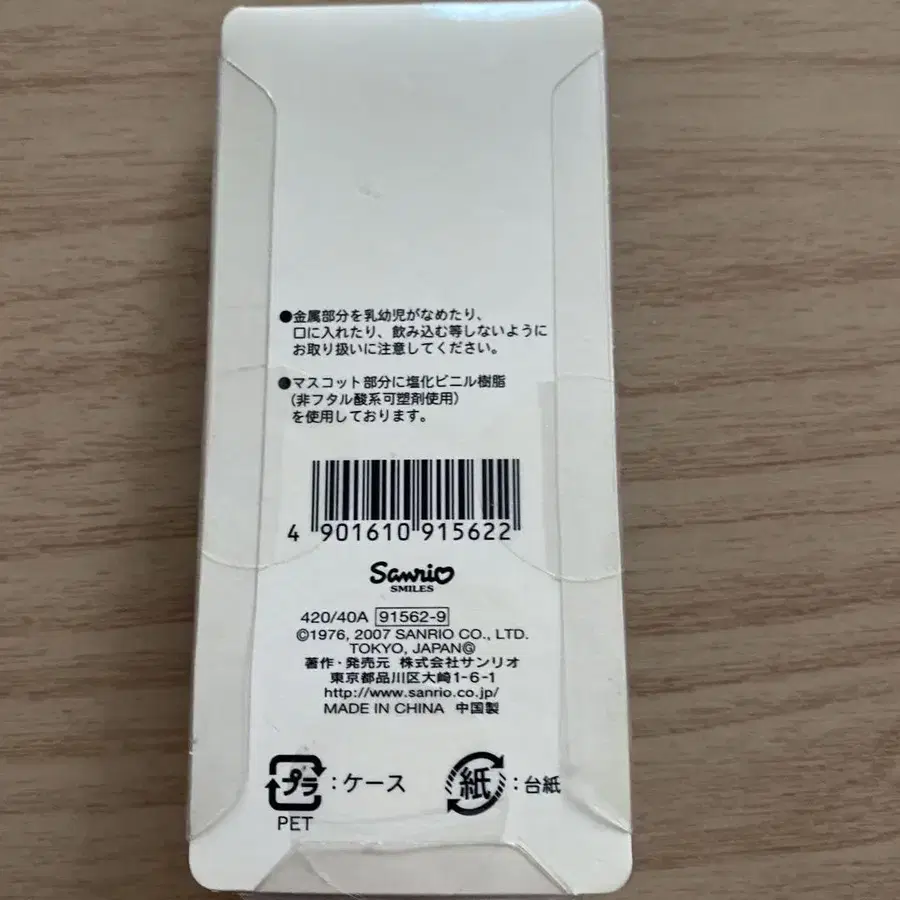 ●金属部分を乳幼児がなめたり、
口に入れたり、飲み込む等しないように
お取り扱いに注意してください。
●マスコット部分に塩化ビニル樹脂
(非フタル酸系可塑剤使用)
を使用しております。
4 901610 915622
Sanrio
SMILES
420/40A 91562-9
©1976, 2007 SANRIO CO., LTD.
TOKYO, JAPAN Ⓖ
著作・発売元 株式会社サンリオ
東京都品川区大崎1-6-1
http://www.sanrio.co.jp/
MADE IN CHINA 中国製
プラ:ケース 紙:台紙
PET